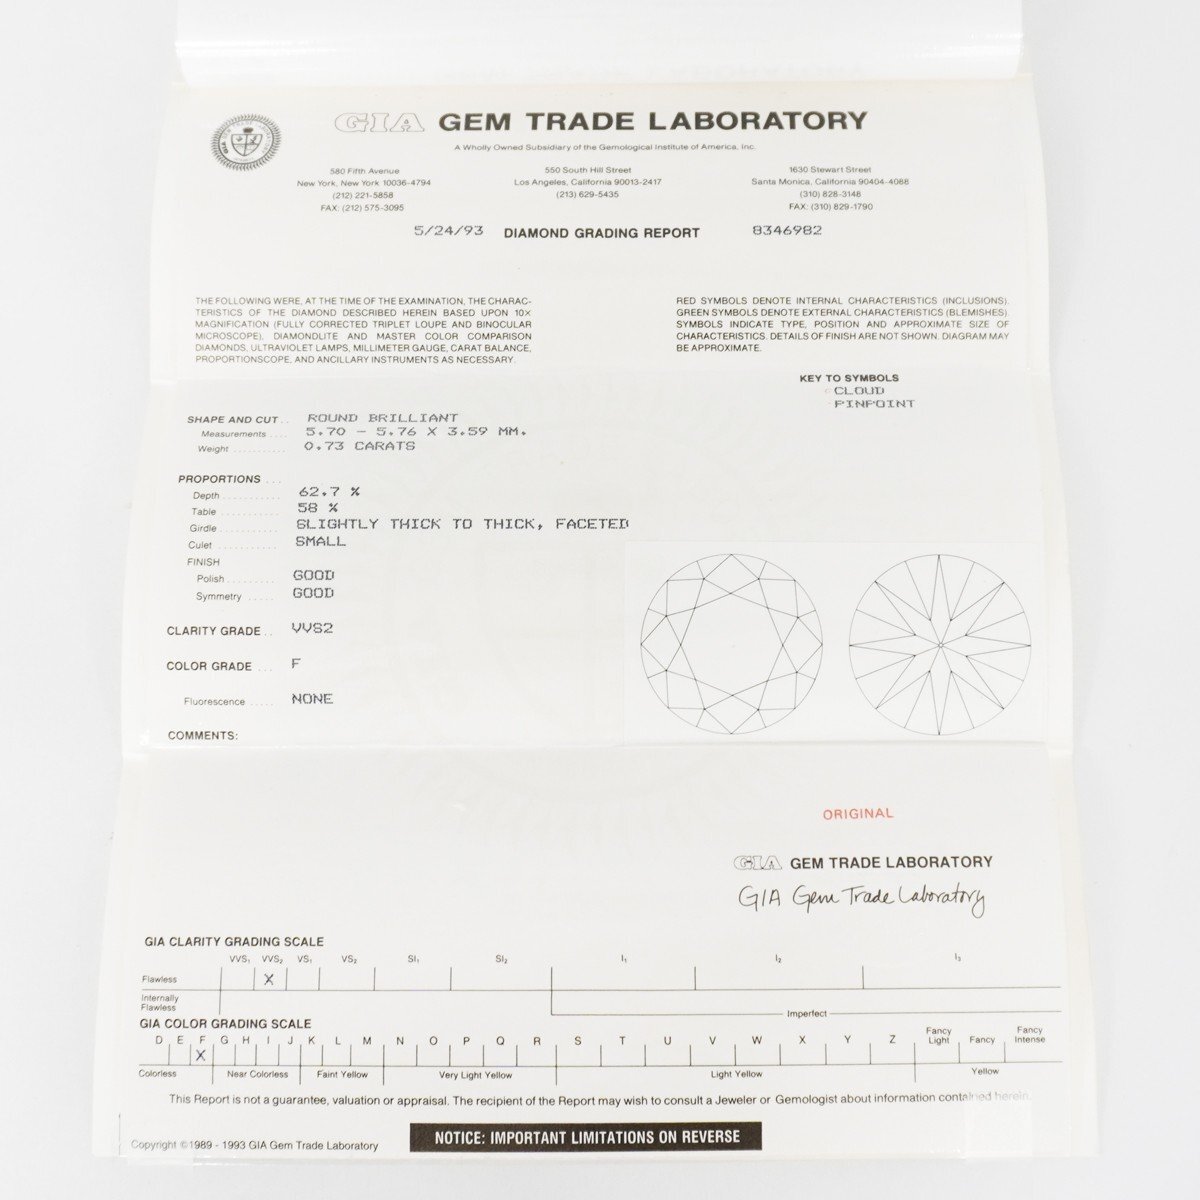 GIA GEM TRADE LABORATORY
A Wholly Owned Subsidiary of the Gemological Institute of America, Inc.
580 Fifth Avenue
New York, New York 10036-4794
(212) 221-5858
FAX: (212) 575-3095
550 South Hill Street
Los Angeles, California 90013-2417
(213) 629-5435
1630 Stewart Street
Santa Monica, California 90404-4088
(310) 828-3148
FAX: (310) 829-1790
5/24/93 DIAMOND GRADING REPORT 8346982
THE FOLLOWING WERE, AT THE TIME OF THE EXAMINATION, THE CHARAC-
TERISTICS OF THE DIAMOND DESCRIBED HEREIN BASED UPON 10X
MAGNIFICATION (FULLY CORRECTED TRIPLET LOUPE AND BINOCULAR
MICROSCOPE), DIAMONDLITE AND MASTER COLOR COMPARISON
DIAMONDS, ULTRAVIOLET LAMPS, MILLIMETER GAUGE, CARAT BALANCE,
PROPORTIONSCOPE, AND ANCILLARY INSTRUMENTS AS NECESSARY.
RED SYMBOLS DENOTE INTERNAL CHARACTERISTICS (INCLUSIONS).
GREEN SYMBOLS DENOTE EXTERNAL CHARACTERISTICS (BLEMISHES).
SYMBOLS INDICATE TYPE, POSITION AND APPROXIMATE SIZE OF
CHARACTERISTICS. DETAILS OF FINISH ARE NOT SHOWN. DIAGRAM MAY
BE APPROXIMATE.
KEY TO SYMBOLS
CLOUD
PINPOINT
SHAPE AND CUT .. ROUND BRILLIANT
Measurements .... 5.70 - 5.76 X 3.59 MM.
Weight ........... 0.73 CARATS
PROPORTIONS ...
Depth ............ 62.7 %
Table ............ 58 %
Girdle ............ SLIGHTLY THICK TO THICK, FACETED
Culet ............ SMALL
FINISH
Polish ......... GOOD
Symmetry ..... GOOD
CLARITY GRADE .. VVS2
COLOR GRADE ... F
Fluorescence ..... NONE
COMMENTS:
ORIGINAL
GIA GEM TRADE LABORATORY
GIA Gem Trade Laboratory
GIA CLARITY GRADING SCALE
VVS₁ VVS₂ VS₁ VS₂ SI₁ SI₂ I₁ I₂ I₃
Flawless X
Internally
Flawless
Imperfect
GIA COLOR GRADING SCALE
D E F G H I J K L M N O P Q R S T U V W X Y Z Fancy Light Fancy Fancy Intense
X
Colorless Near Colorless Faint Yellow Very Light Yellow Light Yellow Yellow
This Report is not a guarantee, valuation or appraisal. The recipient of the Report may wish to consult a Jeweler or Gemologist about information contained herein.
Copyright ©1989 - 1993 GIA Gem Trade Laboratory
NOTICE: IMPORTANT LIMITATIONS ON REVERSE